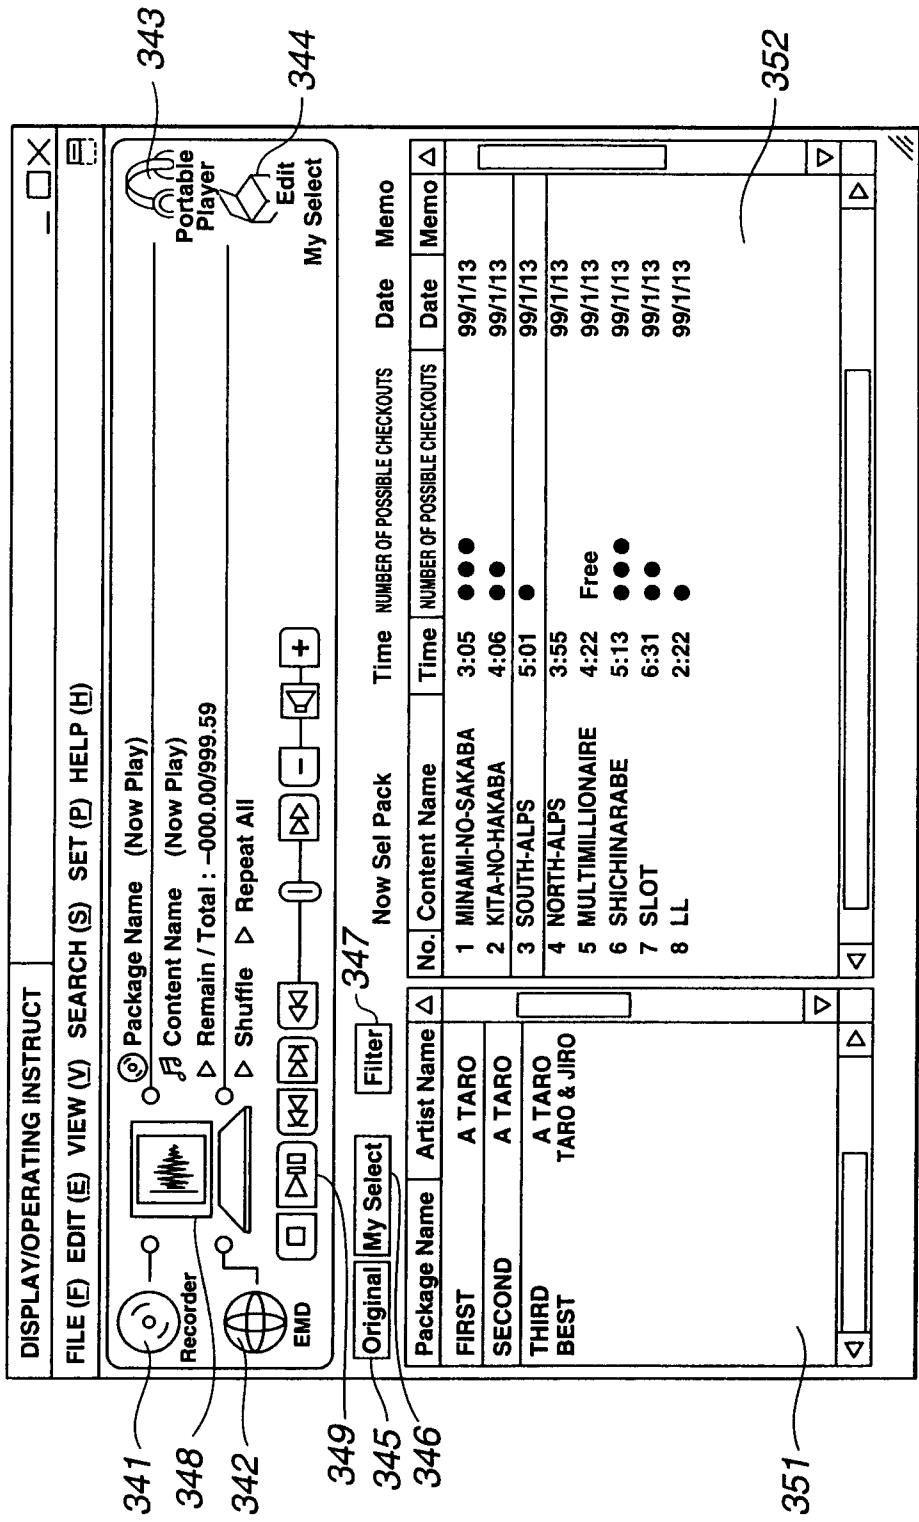 DISPLAY/OPERATING INSTRUCT
FILE (F) EDIT (E) VIEW (V) SEARCH (S) SET (P) HELP (H)
Recorder
EMD
Package Name (Now Play)
Content Name (Now Play)
▷ Remain / Total : –000.00/999.59
▷ Shuffle ▷ Repeat All
Portable
Player
Edit
My Select
Original My Select Filter
Now Sel Pack Time NUMBER OF POSSIBLE CHECKOUTS Date Memo
Package Name Artist Name
FIRST A TARO
SECOND A TARO
THIRD A TARO
BEST TARO & JIRO
No. Content Name Time NUMBER OF POSSIBLE CHECKOUTS Date Memo
1 MINAMI-NO-SAKABA 3:05 ●●● 99/1/13
2 KITA-NO-HAKABA 4:06 ●● 99/1/13
3 SOUTH-ALPS 5:01 ● 99/1/13
4 NORTH-ALPS 3:55 99/1/13
5 MULTIMILLIONAIRE 4:22 Free 99/1/13
6 SHICHINARABE 5:13 ●●● 99/1/13
7 SLOT 6:31 ●● 99/1/13
8 LL 2:22 ● 99/1/13
341
348
342
349
345
346
347
343
344
351
352